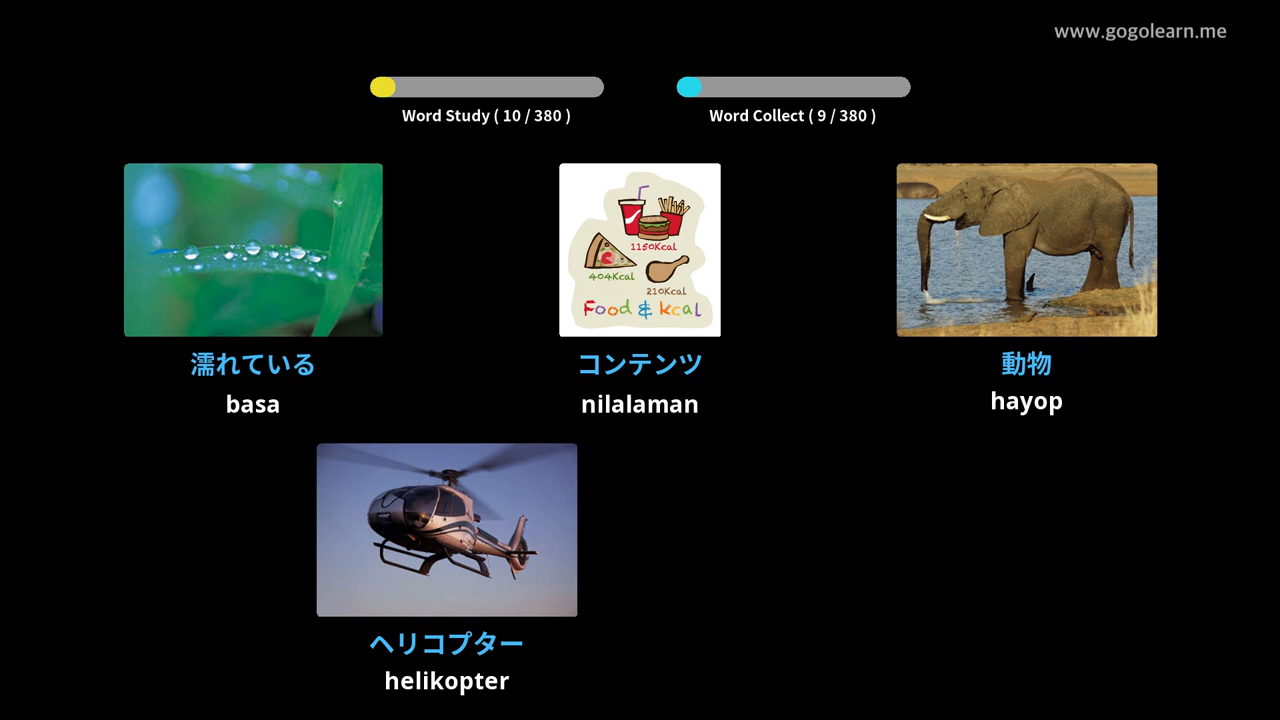 www.gogolearn.me
Word Study ( 10 / 380 )
Word Collect ( 9 / 380 )
1150Kcal
404Kcal
210Kcal
Food & kcal
濡れている
basa
コンテンツ
nilalaman
動物
hayop
ヘリコプター
helikopter